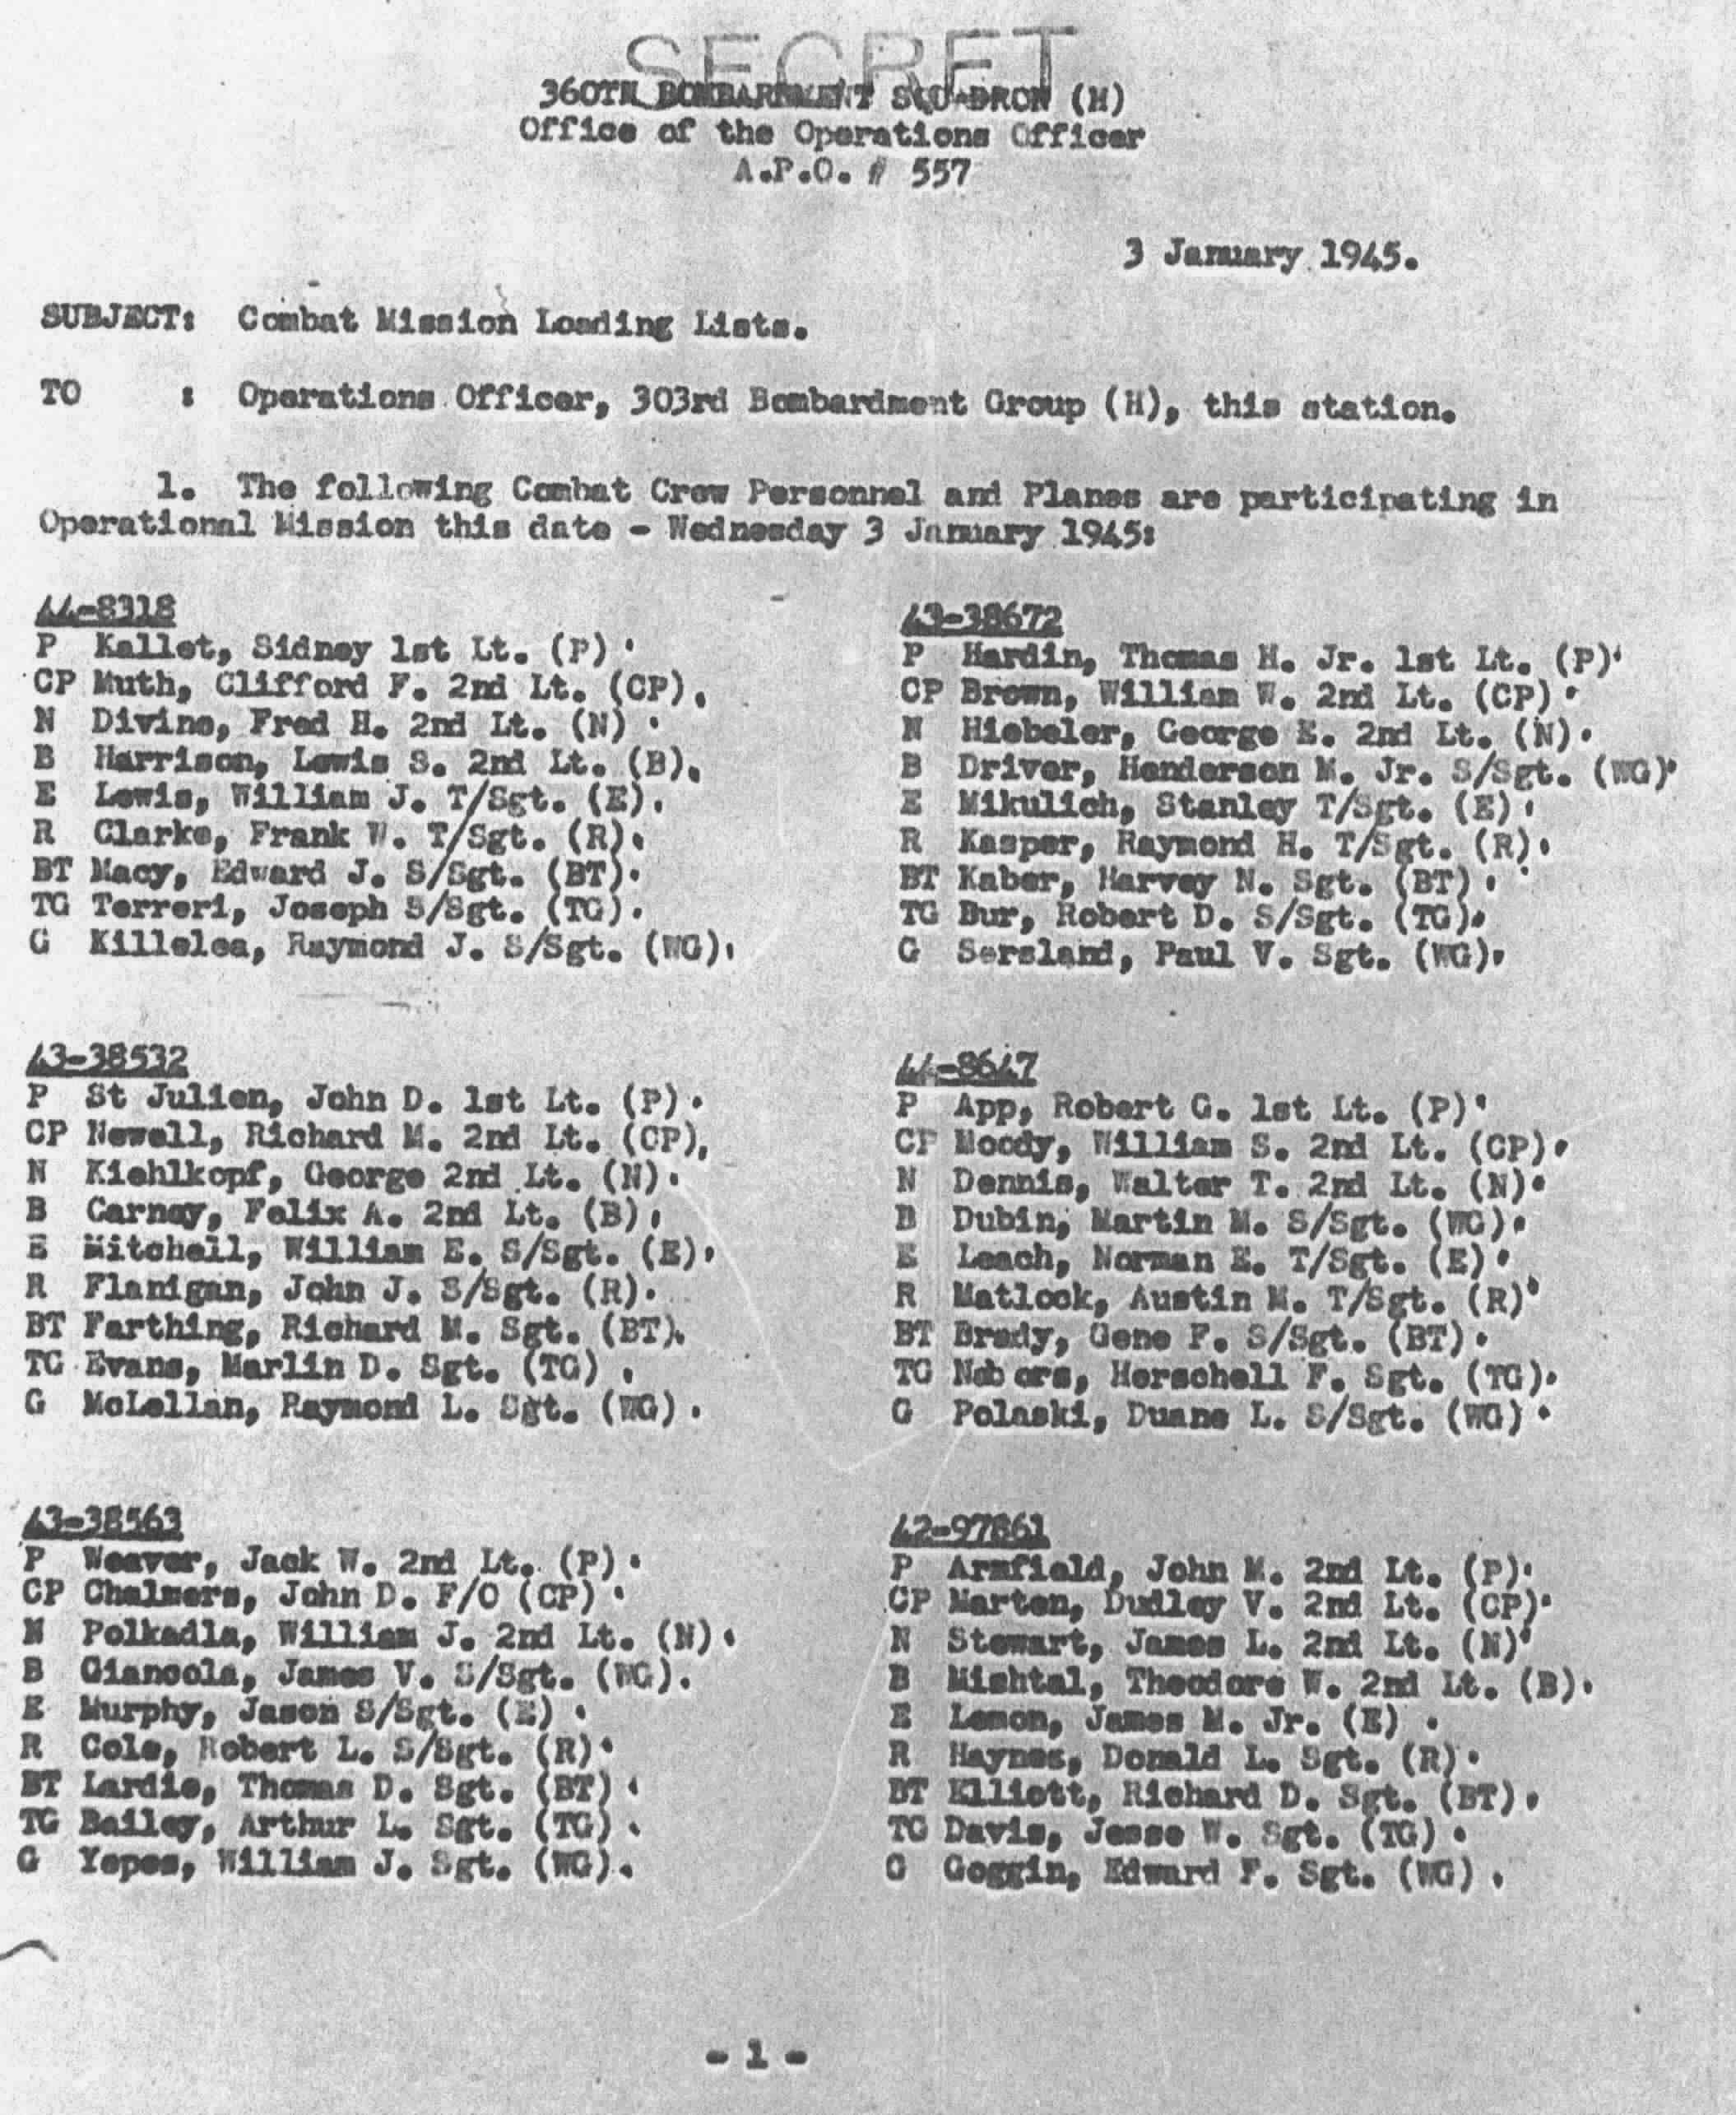 SECRET
360TH BOMBARDMENT SQUADRON (H)
Office of the Operations Officer
A.P.O. # 557
3 January 1945.
SUBJECT: Combat Mission Loading Lists.
TO : Operations Officer, 303rd Bombardment Group (H), this station.
1. The following Combat Crew Personnel and Planes are participating in
Operational Mission this date - Wednesday 3 January 1945:
44-8318
P Kallet, Sidney 1st Lt. (P)
CP Muth, Clifford F. 2nd Lt. (CP)
N Divine, Fred H. 2nd Lt. (N)
B Harrison, Lewis S. 2nd Lt. (B)
E Lewis, William J. T/Sgt. (E)
R Clarke, Frank W. T/Sgt. (R)
BT Macy, Edward J. S/Sgt. (BT)
TG Terreri, Joseph S/Sgt. (TG)
G Killelea, Raymond J. S/Sgt. (WG)
43-38672
P Hardin, Thomas H. Jr. 1st Lt. (P)
CP Brown, William W. 2nd Lt. (CP)
N Hiebeler, George E. 2nd Lt. (N)
B Driver, Henderson M. Jr. S/Sgt. (WG)
E Mikulich, Stanley T/Sgt. (E)
R Kasper, Raymond H. T/Sgt. (R)
BT Kaber, Harvey N. Sgt. (BT)
TG Bur, Robert D. S/Sgt. (TG)
G Sersland, Paul V. Sgt. (WG)
43-38532
P St Julien, John D. 1st Lt. (P)
CP Newell, Richard M. 2nd Lt. (CP)
N Kiehlkopf, George 2nd Lt. (N)
B Carney, Felix A. 2nd Lt. (B)
E Mitchell, William E. S/Sgt. (E)
R Flanigan, John J. S/Sgt. (R)
BT Farthing, Richard M. Sgt. (BT)
TG Evans, Marlin D. Sgt. (TG)
G McLellan, Raymond L. Sgt. (WG)
44-8647
P App, Robert G. 1st Lt. (P)
CP Moody, William S. 2nd Lt. (CP)
N Dennis, Walter T. 2nd Lt. (N)
B Dubin, Martin M. S/Sgt. (WG)
E Leach, Norman E. T/Sgt. (E)
R Matlock, Austin M. T/Sgt. (R)
BT Brady, Gene F. S/Sgt. (BT)
TG Nabors, Herschell F. Sgt. (TG)
G Polaski, Duane L. S/Sgt. (WG)
43-38563
P Weaver, Jack W. 2nd Lt. (P)
CP Chalmers, John D. F/O (CP)
N Polkadla, William J. 2nd Lt. (N)
B Giancola, James V. S/Sgt. (WG)
E Murphy, Jason S/Sgt. (E)
R Cole, Robert L. S/Sgt. (R)
BT Lardie, Thomas D. Sgt. (BT)
TG Bailey, Arthur L. Sgt. (TG)
G Yepes, William J. Sgt. (WG)
42-97861
P Armfield, John M. 2nd Lt. (P)
CP Marten, Dudley V. 2nd Lt. (CP)
N Stewart, James L. 2nd Lt. (N)
B Mishtal, Theodore W. 2nd Lt. (B)
E Lemon, James M. Jr. (E)
R Haynes, Donald L. Sgt. (R)
BT Elliott, Richard D. Sgt. (BT)
TG Davis, Jesse W. Sgt. (TG)
G Goggin, Edward F. Sgt. (WG)
- 1 -